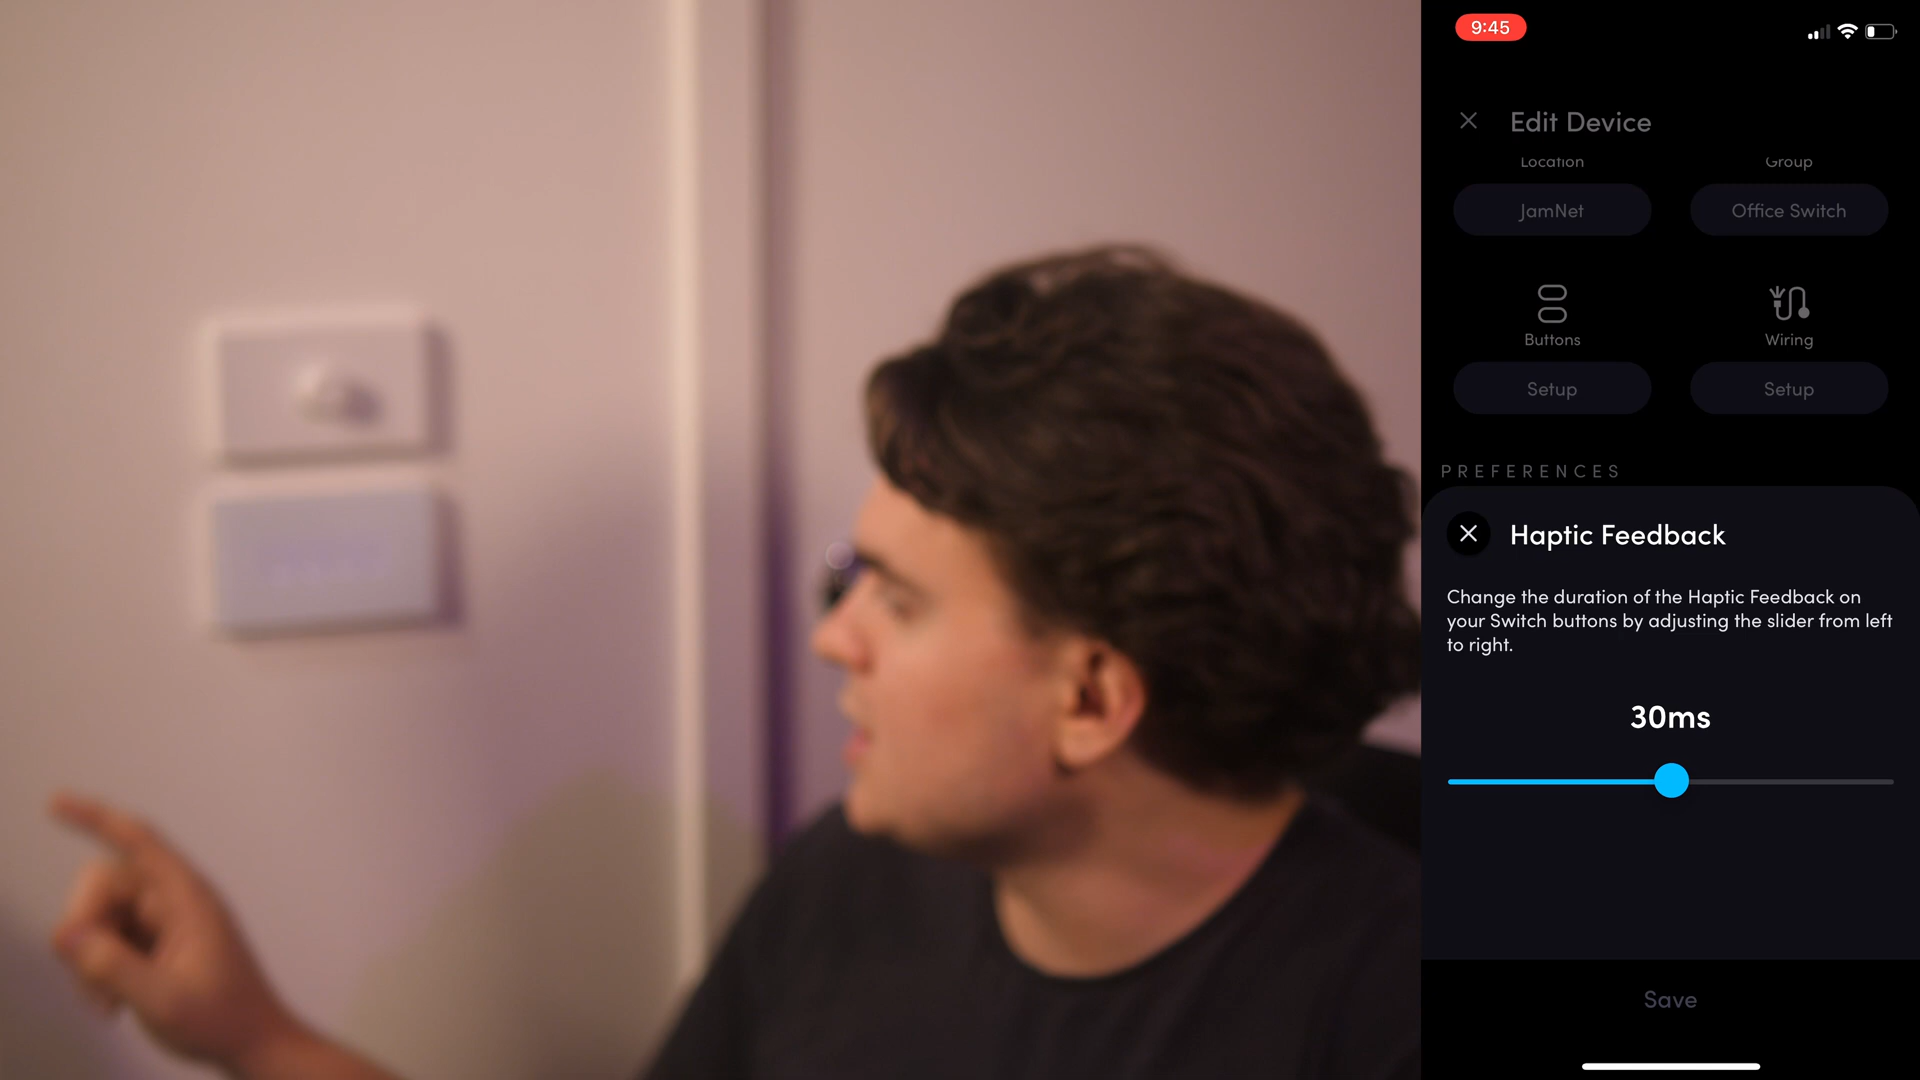 9:45
Edit Device
Location
Group
JamNet
Office Switch
Buttons
Wiring
Setup
Setup
PREFERENCES
Haptic Feedback
Change the duration of the Haptic Feedback on
your Switch buttons by adjusting the slider from left
to right.
30ms
Save